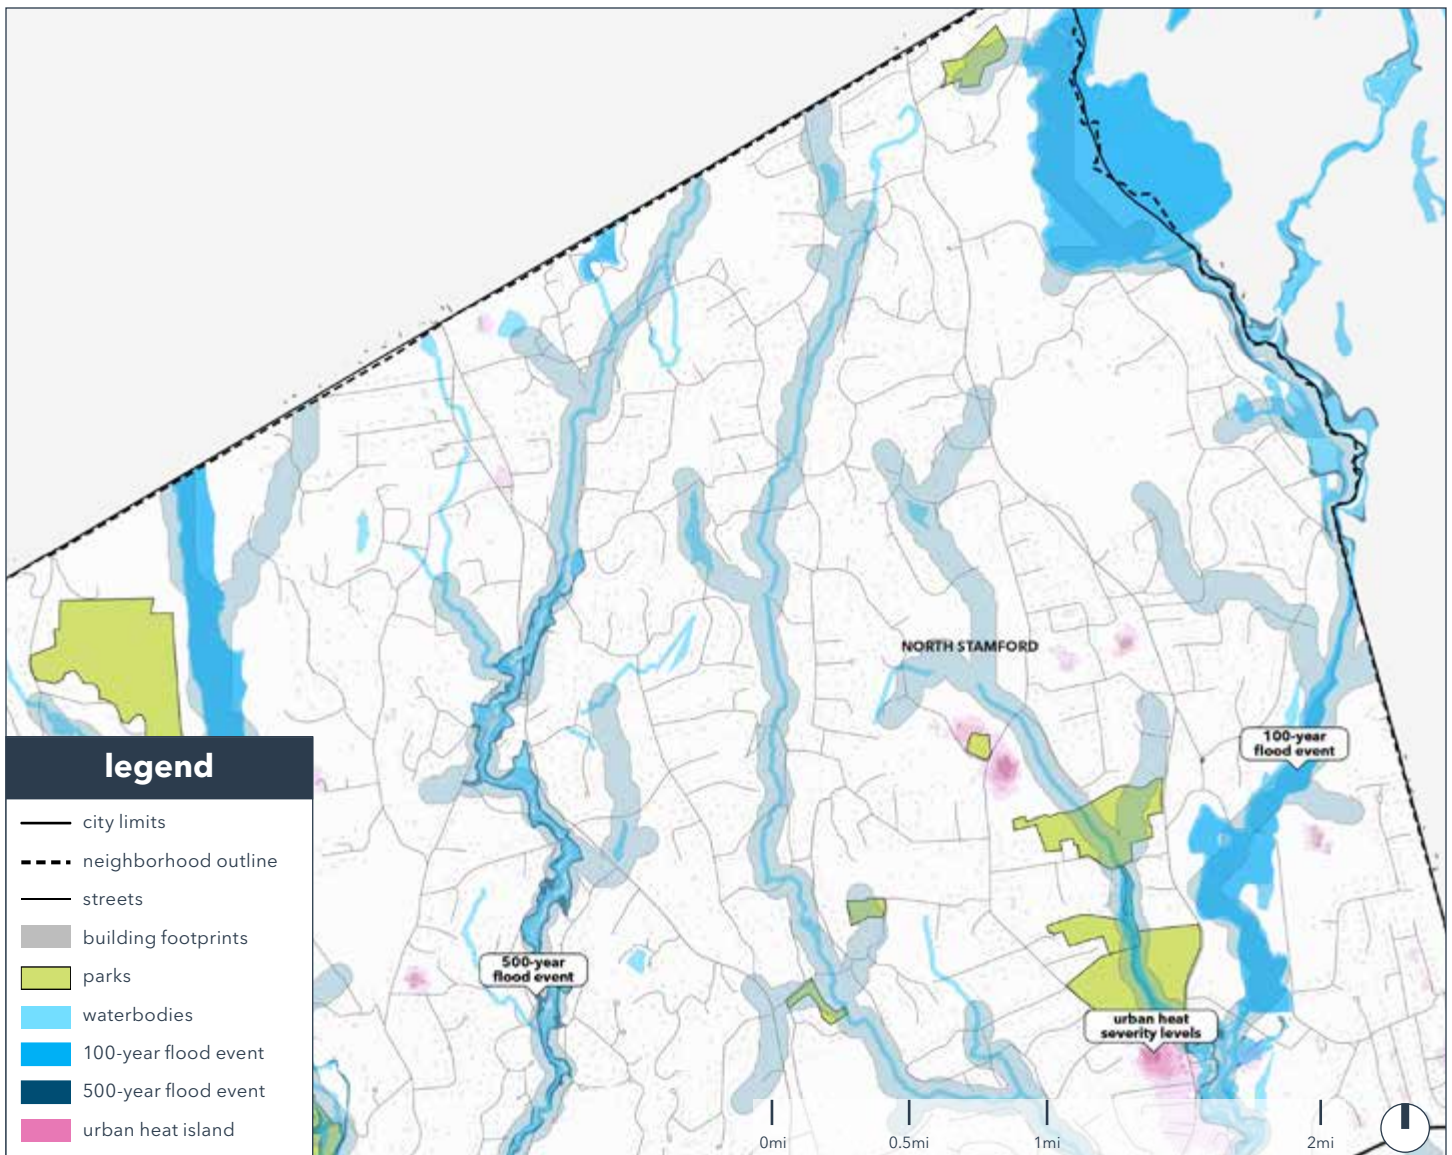 NORTH STAMFORD
100-year
flood event
500-year
flood event
urban heat
severity levels
legend
city limits
neighborhood outline
streets
building footprints
parks
waterbodies
100-year flood event
500-year flood event
urban heat island
0mi
0.5mi
1mi
2mi